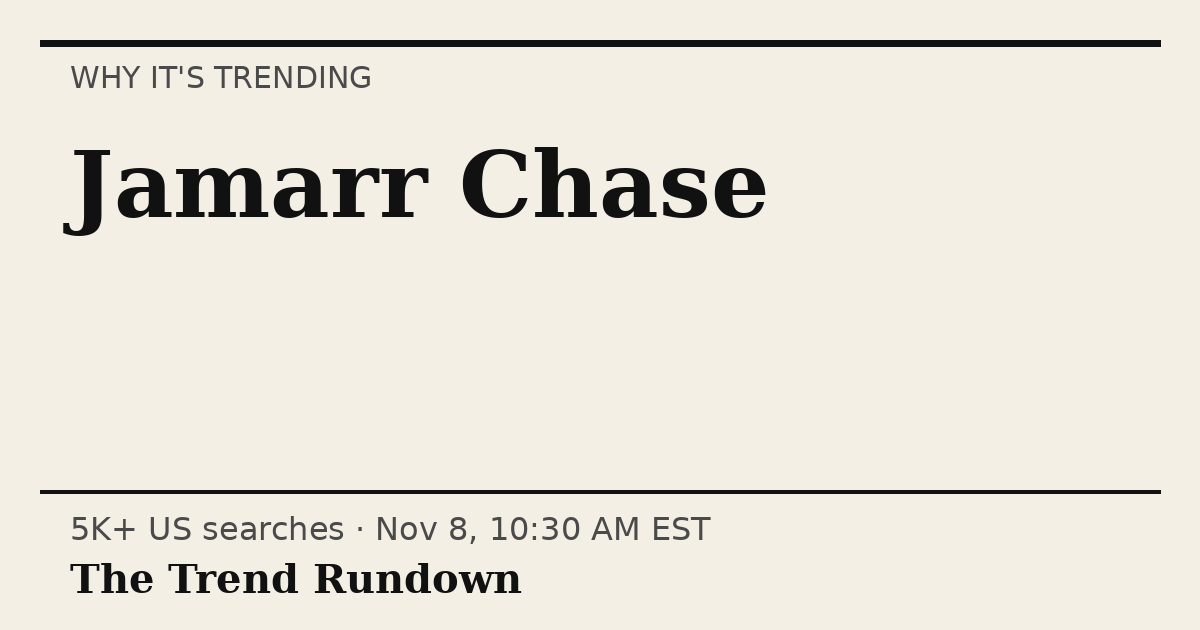 WHY IT'S TRENDING
Jamarr Chase
5K+ US searches · Nov 8, 10:30 AM EST
The Trend Rundown